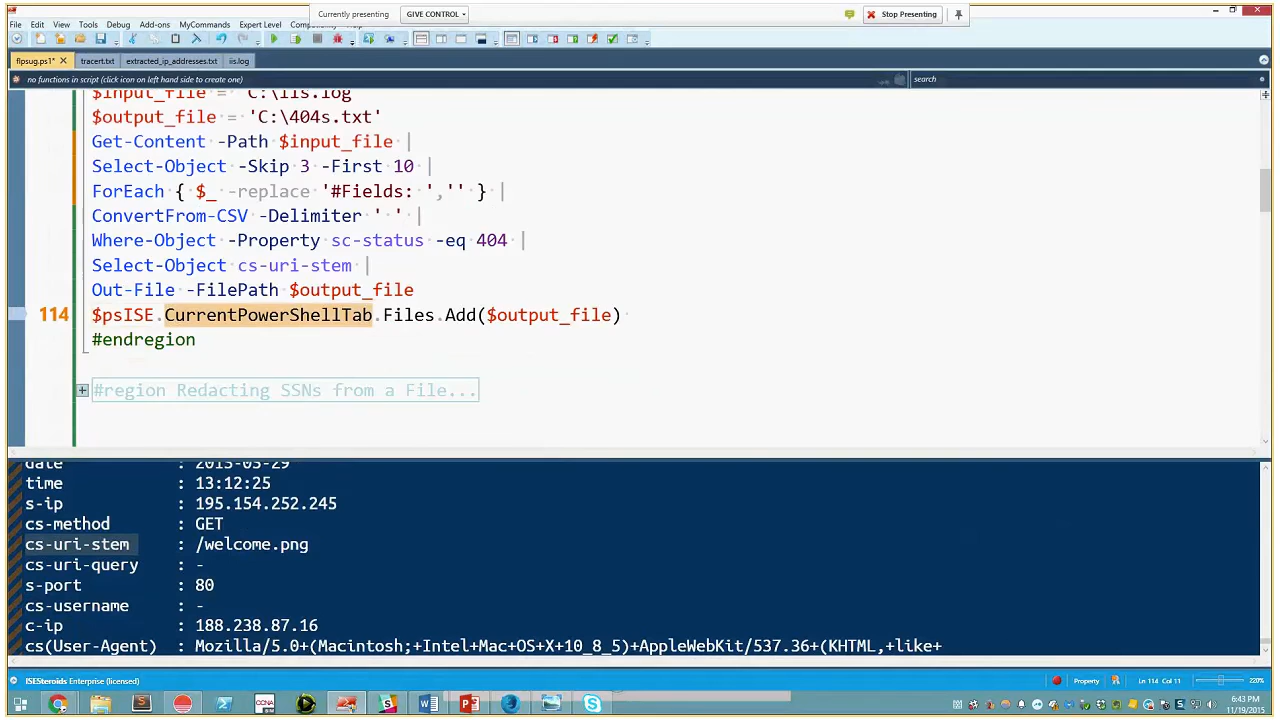 Currently presenting
GIVE CONTROL
Stop Presenting
File Edit View Tools Debug Add-ons MyCommands Expert Level
flpsug.ps1* tracert.txt extracted_ip_addresses.txt iis.log
no functions in script (click icon on left hand side to create one)
search
$input_file = 'C:\iis.log'
$output_file = 'C:\404s.txt'
Get-Content -Path $input_file |
Select-Object -Skip 3 -First 10 |
ForEach { $_ -replace '#Fields: ','' } |
ConvertFrom-CSV -Delimiter ' ' |
Where-Object -Property sc-status -eq 404 |
Select-Object cs-uri-stem |
Out-File -FilePath $output_file
114 $psISE.CurrentPowerShellTab.Files.Add($output_file)
#endregion
#region Redacting SSNs from a File...
date : 2015-05-29
time : 13:12:25
s-ip : 195.154.252.245
cs-method : GET
cs-uri-stem : /welcome.png
cs-uri-query : -
s-port : 80
cs-username : -
c-ip : 188.238.87.16
cs(User-Agent) : Mozilla/5.0+(Macintosh;+Intel+Mac+OS+X+10_8_5)+AppleWebKit/537.36+(KHTML,+like+
ISESteroids Enterprise (licensed)
Property
Ln 114 Col 11
220%
CCNA
6:43 PM
11/19/2015